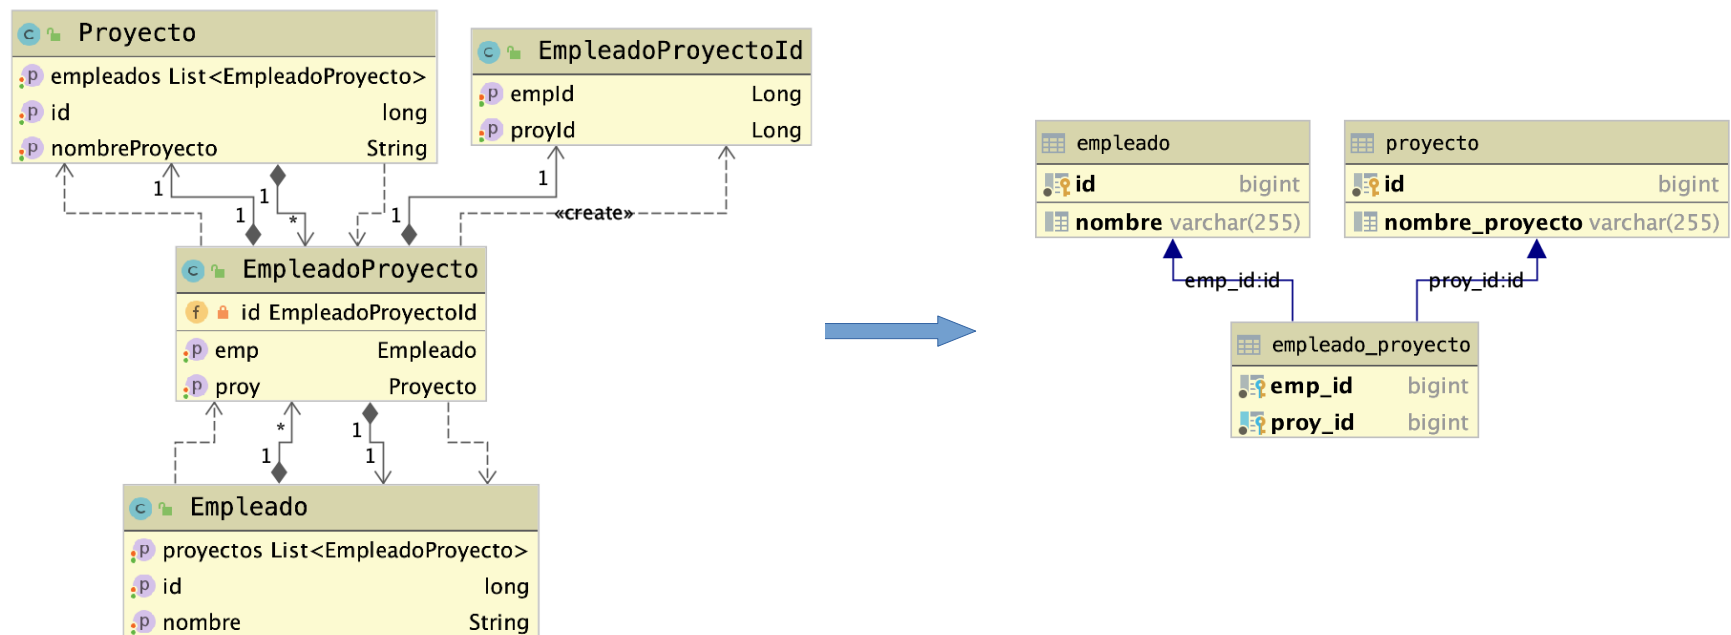 Proyecto
empleados List<EmpleadoProyecto>
id long
nombreProyecto String
EmpleadoProyectoId
empId Long
proyId Long
1
1
1
*
1
1
«create»
EmpleadoProyecto
id EmpleadoProyectoId
emp Empleado
proy Proyecto
*
1
1
1
Empleado
proyectos List<EmpleadoProyecto>
id long
nombre String
empleado
id bigint
nombre varchar(255)
proyecto
id bigint
nombre_proyecto varchar(255)
emp_id:id
proy_id:id
empleado_proyecto
emp_id bigint
proy_id bigint